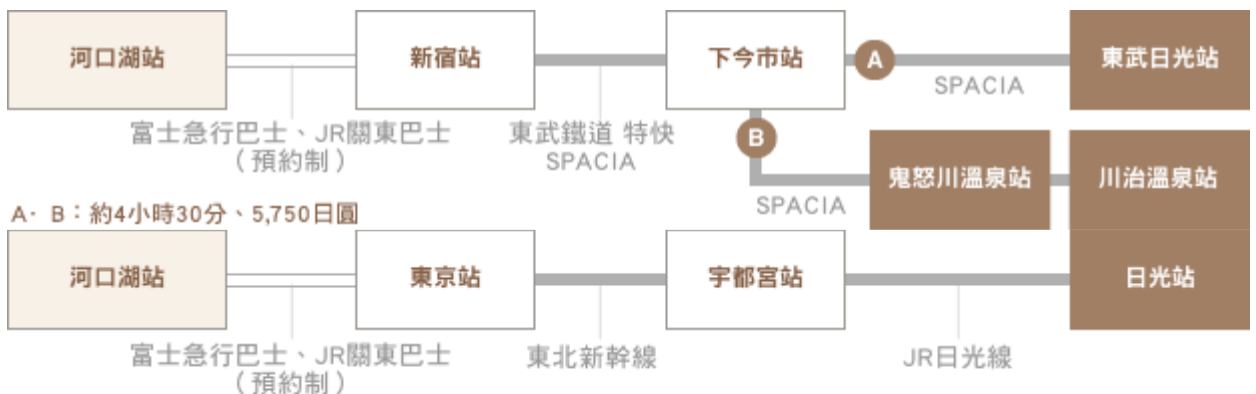 河口湖站
新宿站
下今市站
A
東武日光站
SPACIA
富士急行巴士、JR關東巴士
（預約制）
東武鐵道 特快
SPACIA
B
鬼怒川溫泉站
川治溫泉站
SPACIA
A· B：約4小時30分、5,750日圓
河口湖站
東京站
宇都宮站
日光站
富士急行巴士、JR關東巴士
（預約制）
東北新幹線
JR日光線